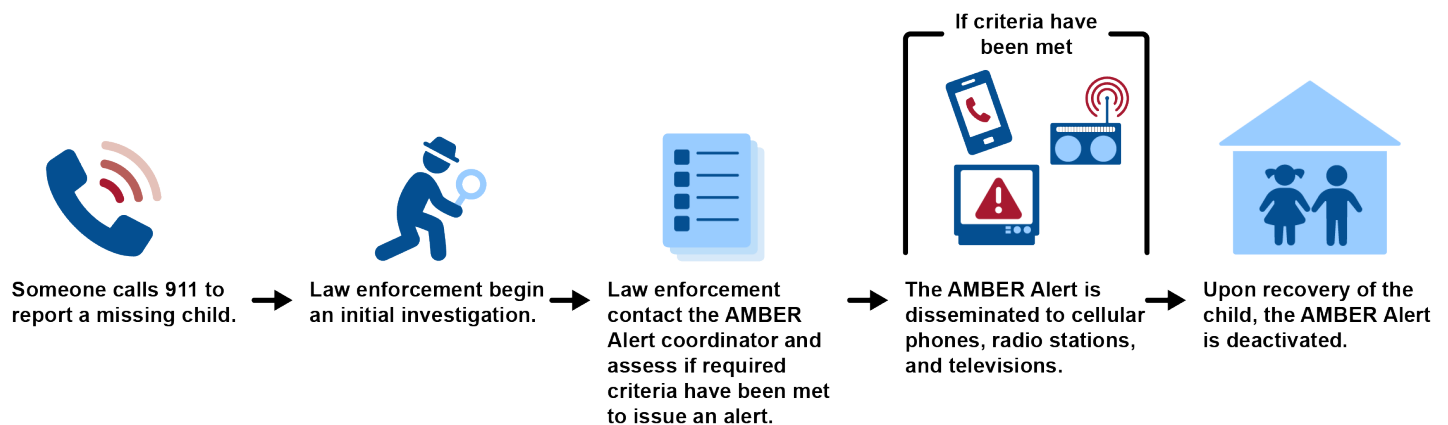 If criteria have
been met
Someone calls 911 to
report a missing child.
Law enforcement begin
an initial investigation.
Law enforcement
contact the AMBER
Alert coordinator and
assess if required
criteria have been met
to issue an alert.
The AMBER Alert is
disseminated to cellular
phones, radio stations,
and televisions.
Upon recovery of the
child, the AMBER Alert
is deactivated.